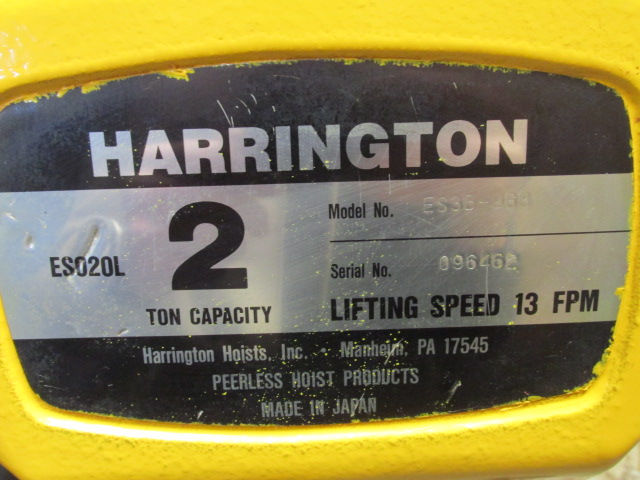 HARRINGTON
ES020L
2
TON CAPACITY
Model No.
Serial No. 096462
LIFTING SPEED 13 FPM
Harrington Hoists, Inc. - Manheim, PA 17545
PEERLESS HOIST PRODUCTS
MADE IN JAPAN